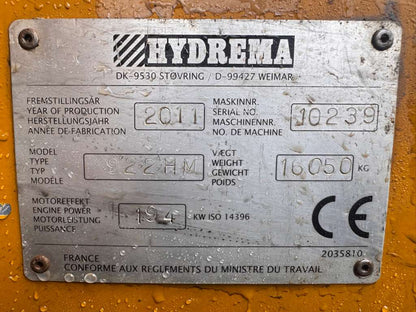 HYDREMA
DK-9530 STØVRING / D-99427 WEIMAR
FREMSTILLINGSÅR
YEAR OF PRODUCTION
HERSTELLUNGSJAHR
ANNÉE DE FABRICATION
2011
MASKINNR.
SERIAL NO.
MASCHINENNR.
NO. DE MACHINE
10239
MODEL
TYPE
TYP
MODÈLE
922HM
VÆGT
WEIGHT
GEWICHT
POIDS
16050 KG
MOTOREFFEKT
ENGINE POWER
MOTORLEISTUNG
PUISSANCE
194 KW ISO 14396
CE
2035810
FRANCE
CONFORME AUX REGLEMENTS DU MINISTRE DU TRAVAIL